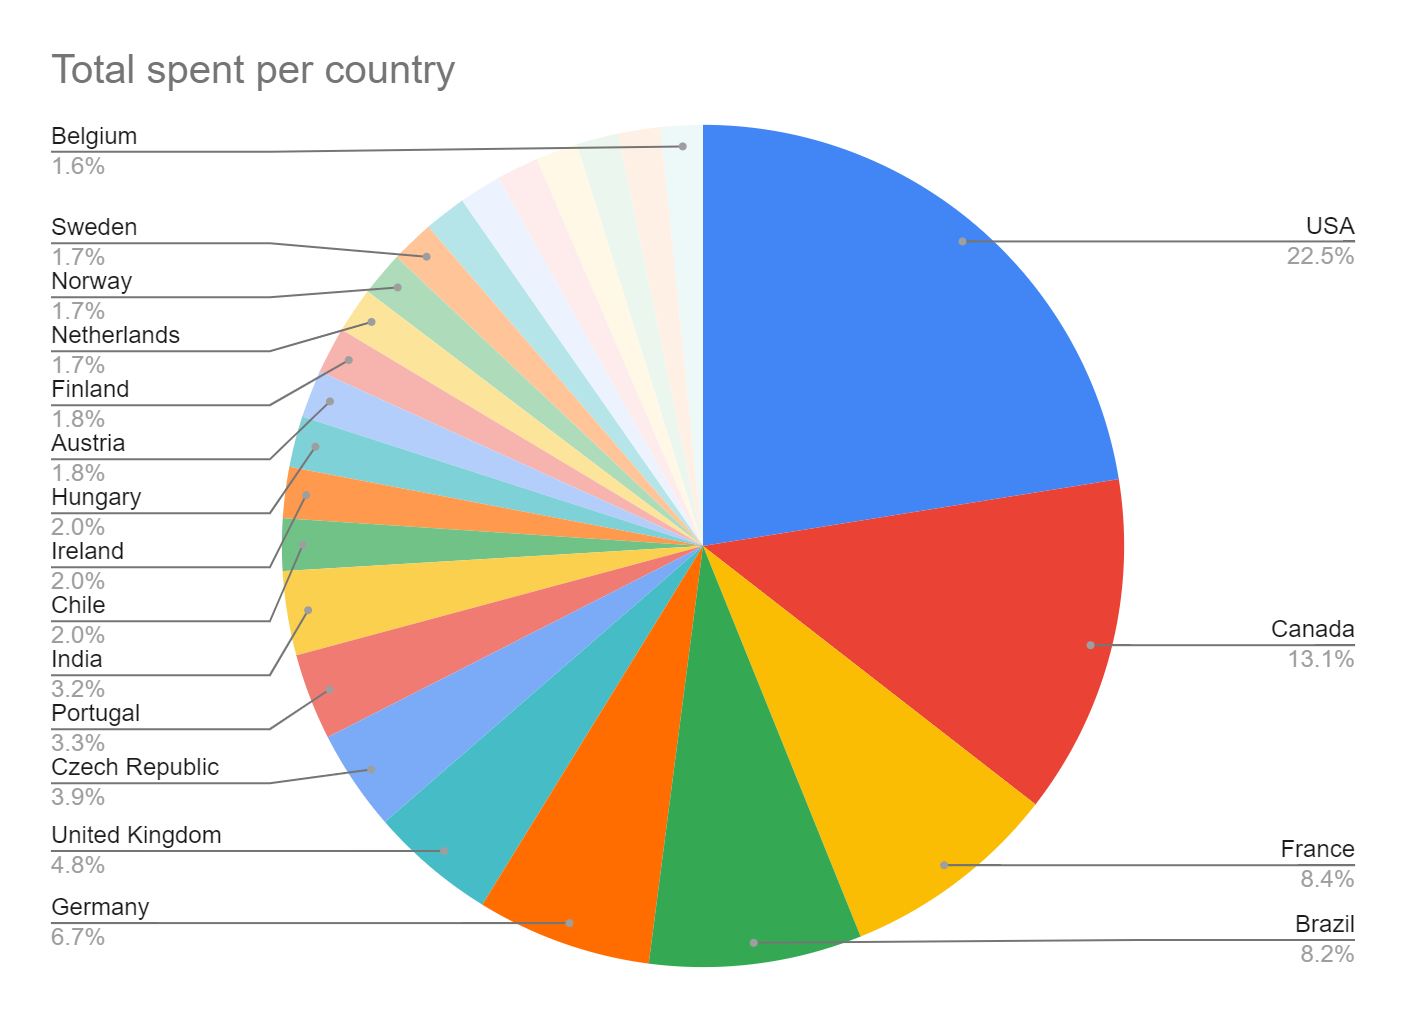 Total spent per country
Belgium
1.6%
Sweden
1.7%
Norway
1.7%
Netherlands
1.7%
Finland
1.8%
Austria
1.8%
Hungary
2.0%
Ireland
2.0%
Chile
2.0%
India
3.2%
Portugal
3.3%
Czech Republic
3.9%
United Kingdom
4.8%
Germany
6.7%
USA
22.5%
Canada
13.1%
France
8.4%
Brazil
8.2%